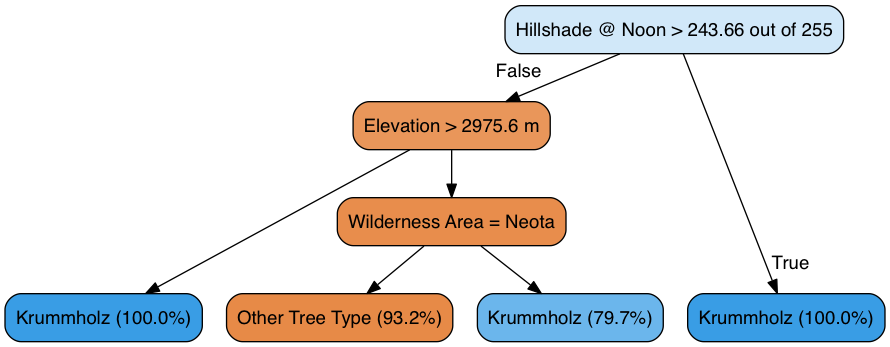 Hillshade @ Noon > 243.66 out of 255
False
Elevation > 2975.6 m
Wilderness Area = Neota
True
Krummholz (100.0%)
Other Tree Type (93.2%)
Krummholz (79.7%)
Krummholz (100.0%)